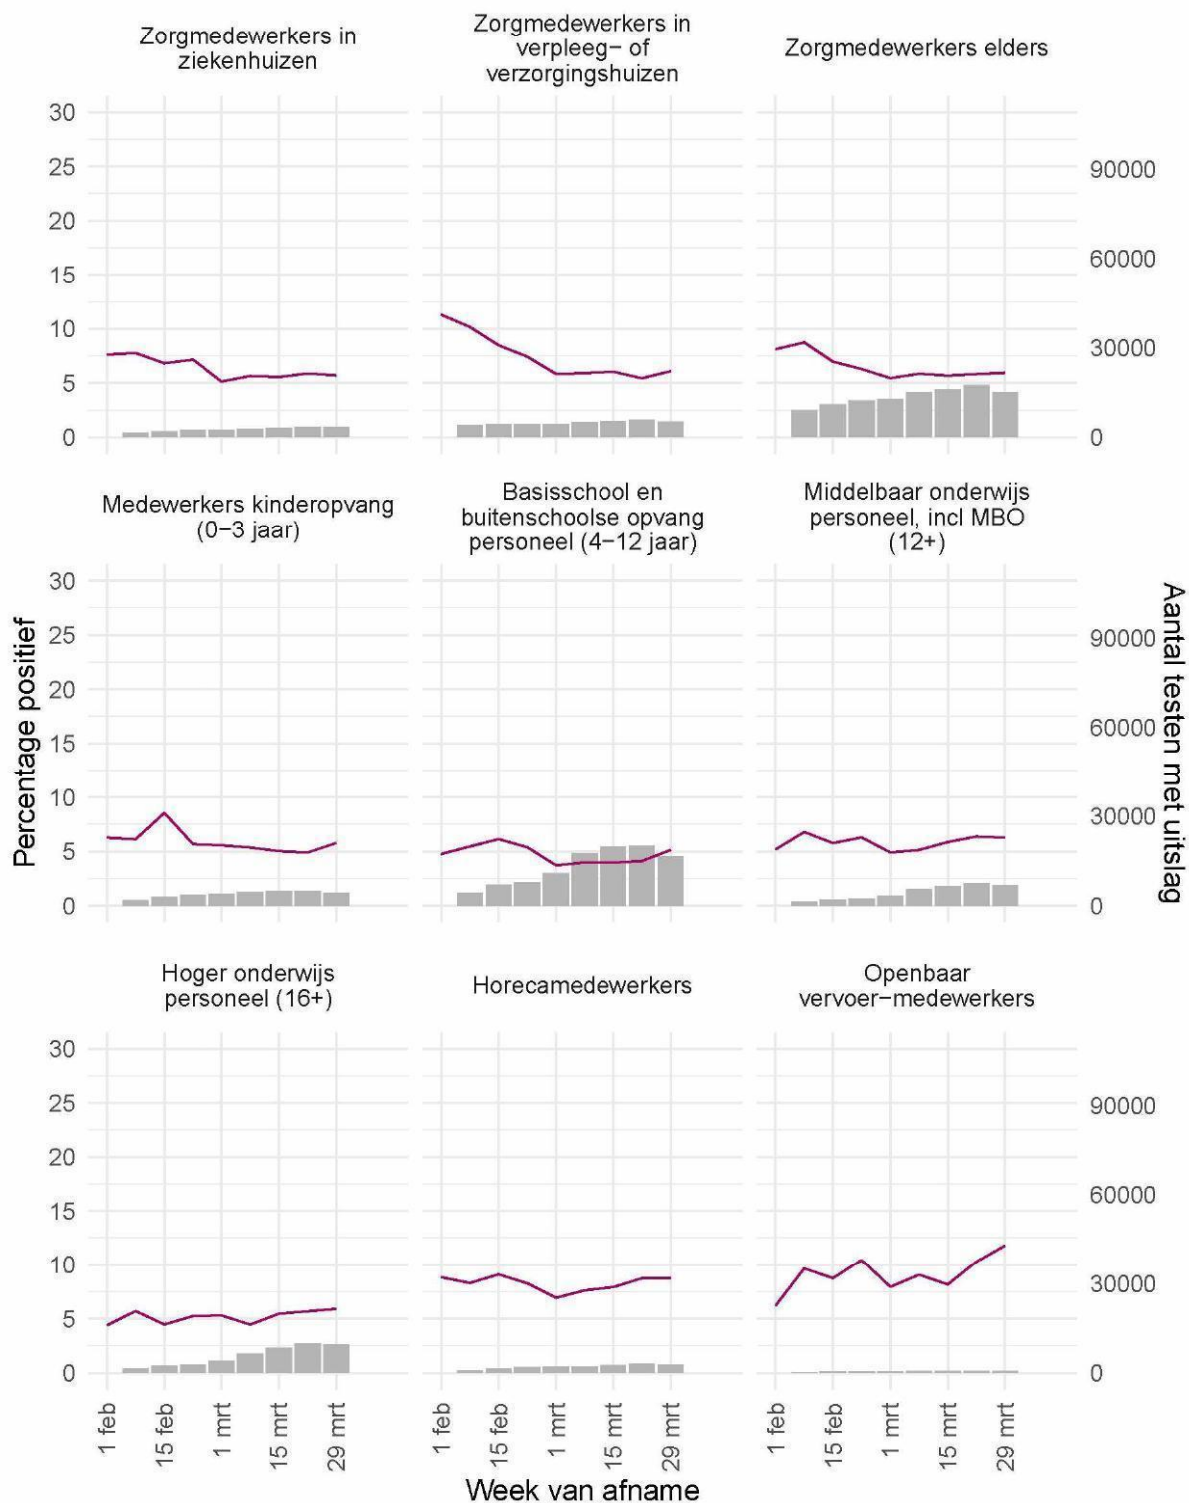 Zorgmedewerkers in
ziekenhuizen
Zorgmedewerkers in
verpleeg− of
verzorgingshuizen
Zorgmedewerkers elders
30
25
20
15
10
5
0
90000
60000
30000
0
Medewerkers kinderopvang
(0−3 jaar)
Basisschool en
buitenschoolse opvang
personeel (4−12 jaar)
Middelbaar onderwijs
personeel, incl MBO
(12+)
30
25
20
15
10
5
0
90000
60000
30000
0
Percentage positief
Aantal testen met uitslag
Hoger onderwijs
personeel (16+)
Horecamedewerkers
Openbaar
vervoer−medewerkers
30
25
20
15
10
5
0
90000
60000
30000
0
1 feb
15 feb
1 mrt
15 mrt
29 mrt
1 feb
15 feb
1 mrt
15 mrt
29 mrt
1 feb
15 feb
1 mrt
15 mrt
29 mrt
Week van afname